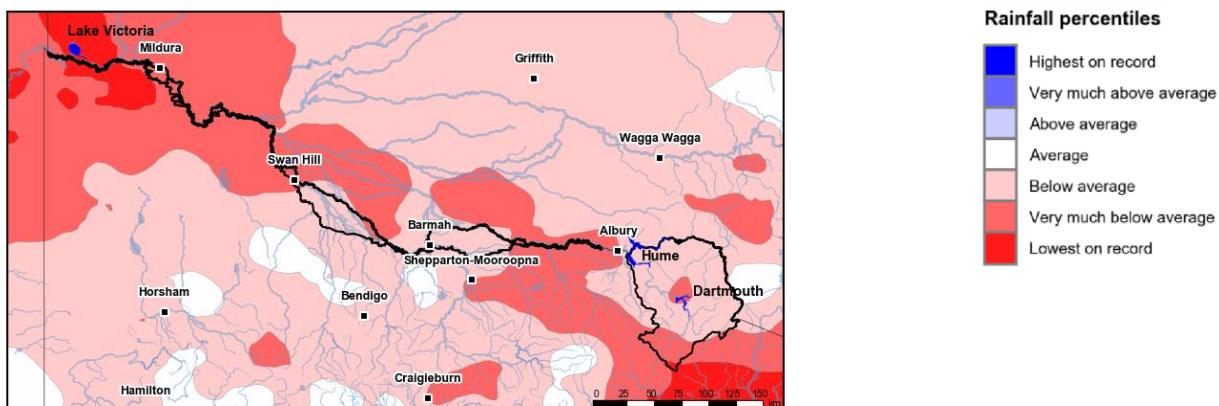 Lake Victoria
Mildura
Griffith
Wagga Wagga
Swan Hill
Barmah
Albury
Hume
Shepparton-Mooroopna
Dartmouth
Horsham
Bendigo
Craigieburn
Hamilton
0 25 50 75 100 125 150
km
Rainfall percentiles
Highest on record
Very much above average
Above average
Average
Below average
Very much below average
Lowest on record